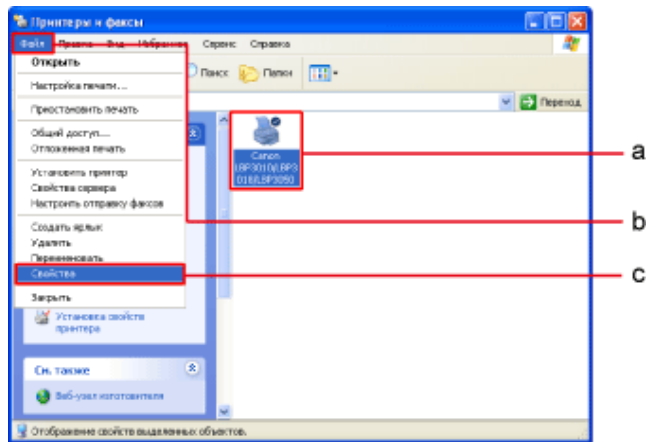 Принтеры и факсы
Файл Правка Вид Избранное Сервис Справка
Поиск Папки
Переход
Открыть
Настройка печати...
Приостановить печать
Общий доступ...
Отложенная печать
Установить принтер
Свойства сервера
Настроить отправку факсов
Создать ярлык
Удалить
Переименовать
Свойства
Закрыть
Установка свойств
принтера
См. также
Веб-узел изготовителя
Canon
LBP3010/LBP3
018/LBP3050
a
b
c
Отображение свойств выделенных объектов.